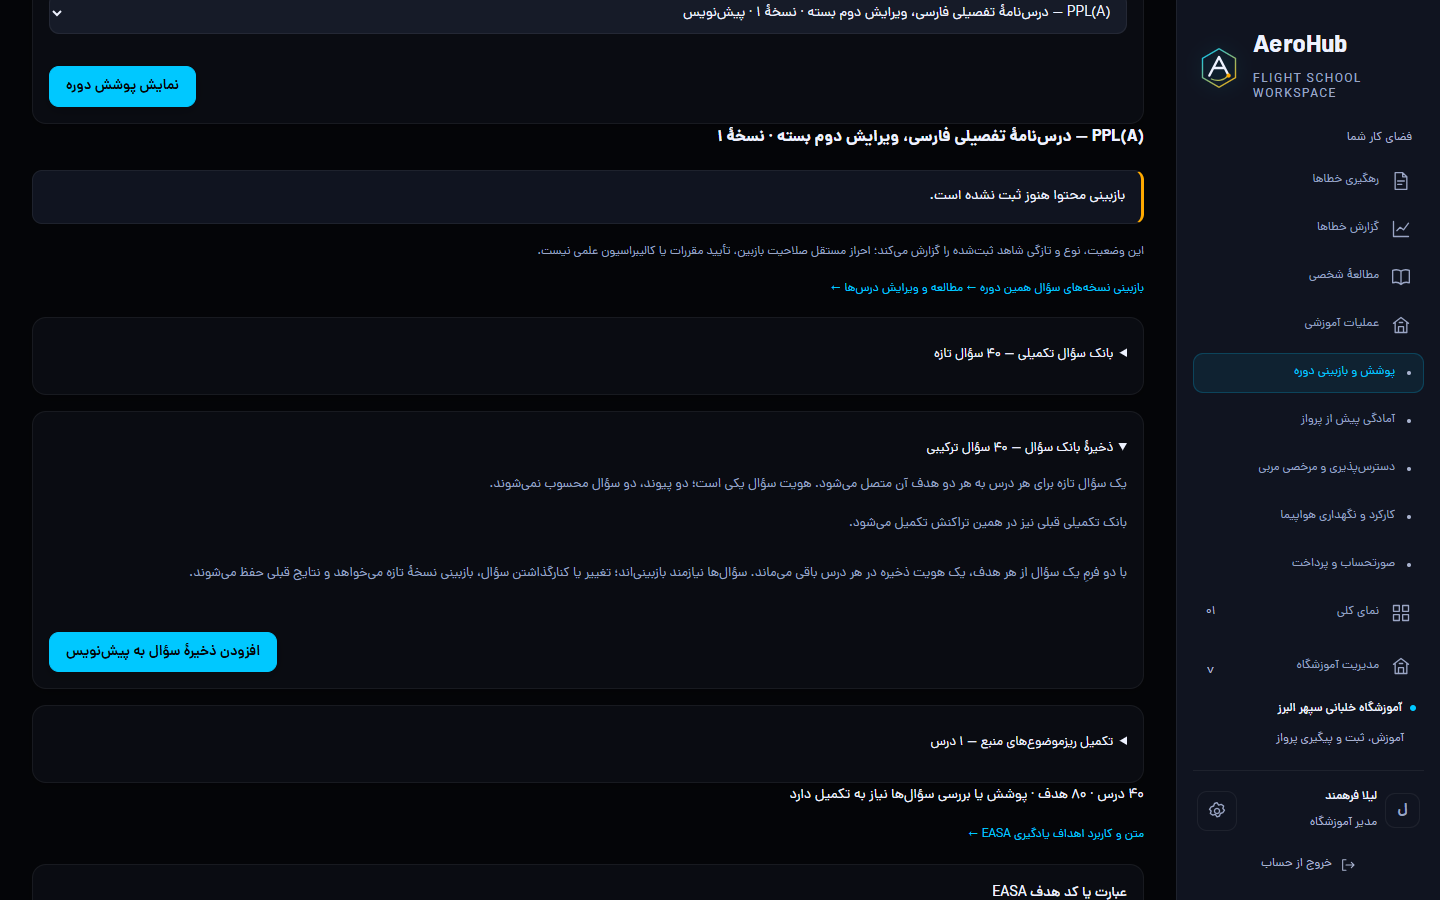 AeroHub
FLIGHT SCHOOL
WORKSPACE
فضای کار شما
رهگیری خطاها
گزارش خطاها
مطالعهٔ شخصی
عملیات آموزشی
پوشش و بازبینی دوره
آمادگی پیش از پرواز
دسترس‌پذیری و مرخصی مربی
کارکرد و نگهداری هواپیما
صورتحساب و پرداخت
نمای کلی
۰۱
مدیریت آموزشگاه
۷
آموزشگاه خلبانی سپهر البرز
آموزش، ثبت و پیگیری پرواز
ل
لیلا فرهمند
مدیر آموزشگاه
خروج از حساب
PPL(A) — درس‌نامهٔ تفصیلی فارسی، ویرایش دوم بسته · نسخهٔ ۱ · پیش‌نویس
نمایش پوشش دوره
PPL(A) — درس‌نامهٔ تفصیلی فارسی، ویرایش دوم بسته · نسخهٔ ۱
بازبینی محتوا هنوز ثبت نشده است.
این وضعیت، نوع و تازگی شاهد ثبت‌شده را گزارش می‌کند؛ احراز مستقل صلاحیت بازبین، تأیید مقررات یا کالیبراسیون علمی نیست.
بازبینی نسخه‌های سؤال همین دوره ← مطالعه و ویرایش درس‌ها ←
بانک سؤال تکمیلی — ۴۰ سؤال تازه
ذخیرهٔ بانک سؤال — ۴۰ سؤال ترکیبی
یک سؤال تازه برای هر درس به هر دو هدف آن متصل می‌شود. هویت سؤال یکی است؛ دو پیوند، دو سؤال محسوب نمی‌شوند.
بانک تکمیلی قبلی نیز در همین تراکنش تکمیل می‌شود.
با دو فرمِ یک سؤال از هر هدف، یک هویت ذخیره در هر درس باقی می‌ماند. سؤال‌ها نیازمند بازبینی‌اند؛ تغییر یا کنارگذاشتن سؤال، بازبینی نسخهٔ تازه می‌خواهد و نتایج قبلی حفظ می‌شوند.
افزودن ذخیرهٔ سؤال به پیش‌نویس
تکمیل ریزموضوع‌های منبع — ۱ درس
۴۰ درس · ۸۰ هدف · پوشش یا بررسی سؤال‌ها نیاز به تکمیل دارد
متن و کاربرد اهداف یادگیری EASA ←
عبارت یا کد هدف EASA